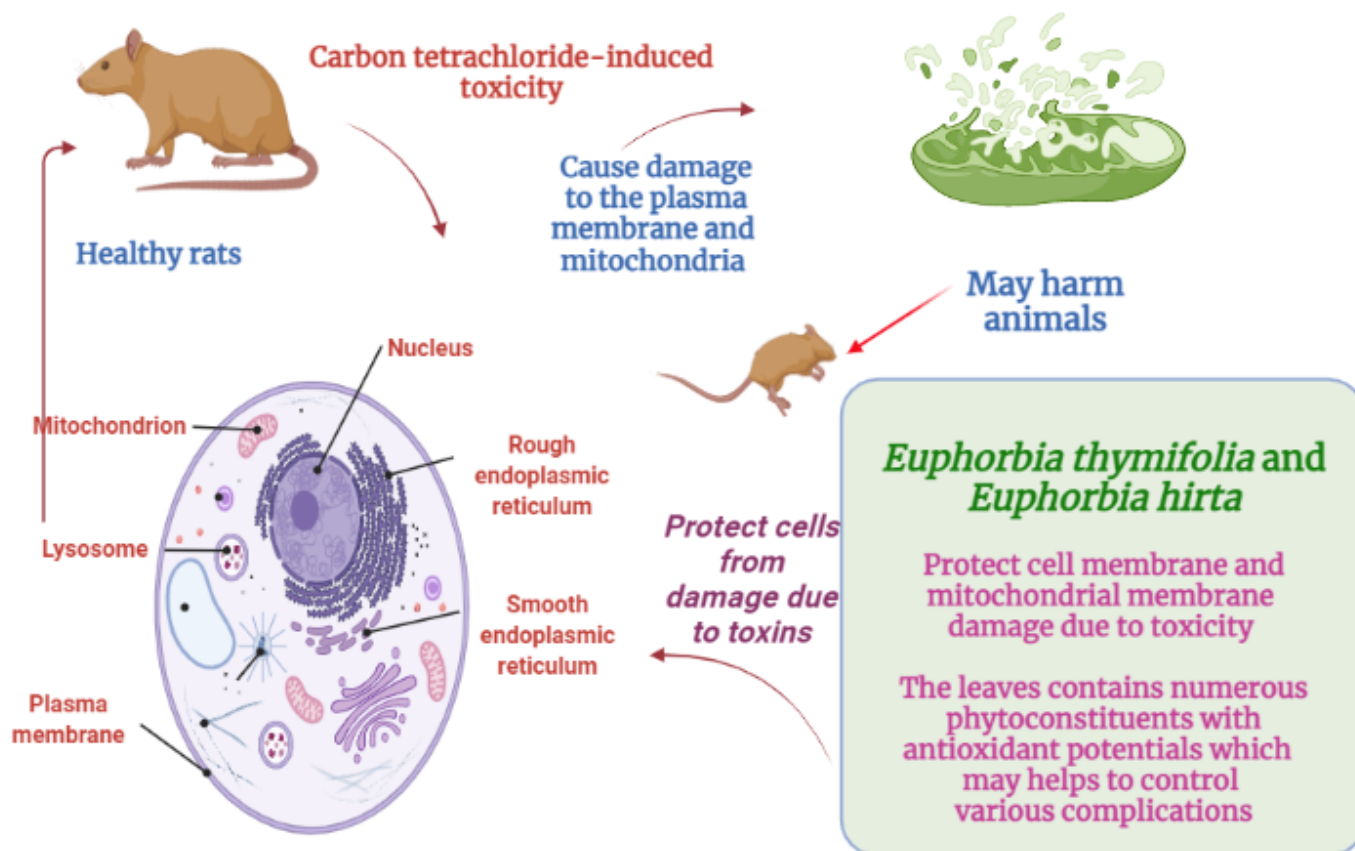 Carbon tetrachloride-induced
toxicity
Healthy rats
Cause damage
to the plasma
membrane and
mitochondria
May harm
animals
Nucleus
Mitochondrion
Rough
endoplasmic
reticulum
Lysosome
Smooth
endoplasmic
reticulum
Plasma
membrane
Protect cells
from
damage due
to toxins
Euphorbia thymifolia and
Euphorbia hirta
Protect cell membrane and
mitochondrial membrane
damage due to toxicity
The leaves contains numerous
phytoconstituents with
antioxidant potentials which
may helps to control
various complications